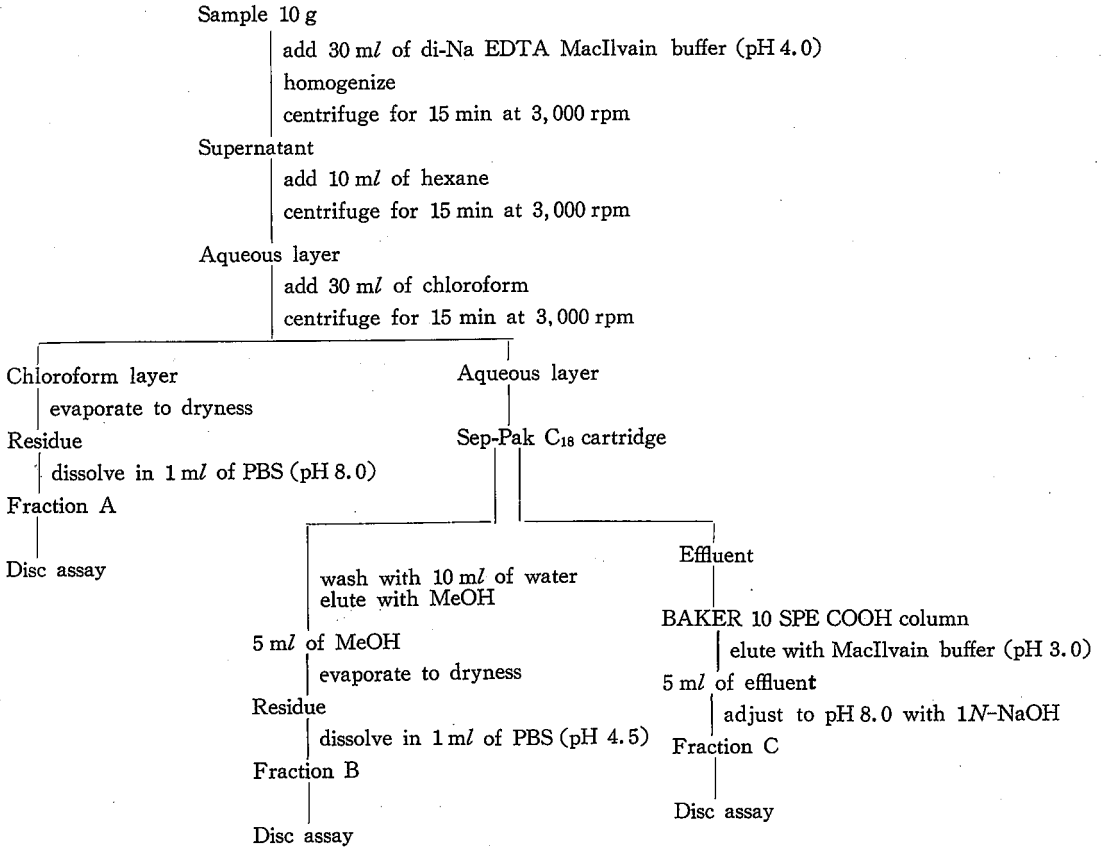 Sample 10 g
add 30 ml of di-Na EDTA MacIlvain buffer (pH 4.0)
homogenize
centrifuge for 15 min at 3,000 rpm
Supernatant
add 10 ml of hexane
centrifuge for 15 min at 3,000 rpm
Aqueous layer
add 30 ml of chloroform
centrifuge for 15 min at 3,000 rpm
Chloroform layer
evaporate to dryness
Residue
dissolve in 1 ml of PBS (pH 8.0)
Fraction A
Disc assay
Aqueous layer
Sep-Pak C₁₈ cartridge
wash with 10 ml of water
elute with MeOH
5 ml of MeOH
evaporate to dryness
Residue
dissolve in 1 ml of PBS (pH 4.5)
Fraction B
Disc assay
Effluent
BAKER 10 SPE COOH column
elute with MacIlvain buffer (pH 3.0)
5 ml of effluent
adjust to pH 8.0 with 1N-NaOH
Fraction C
Disc assay